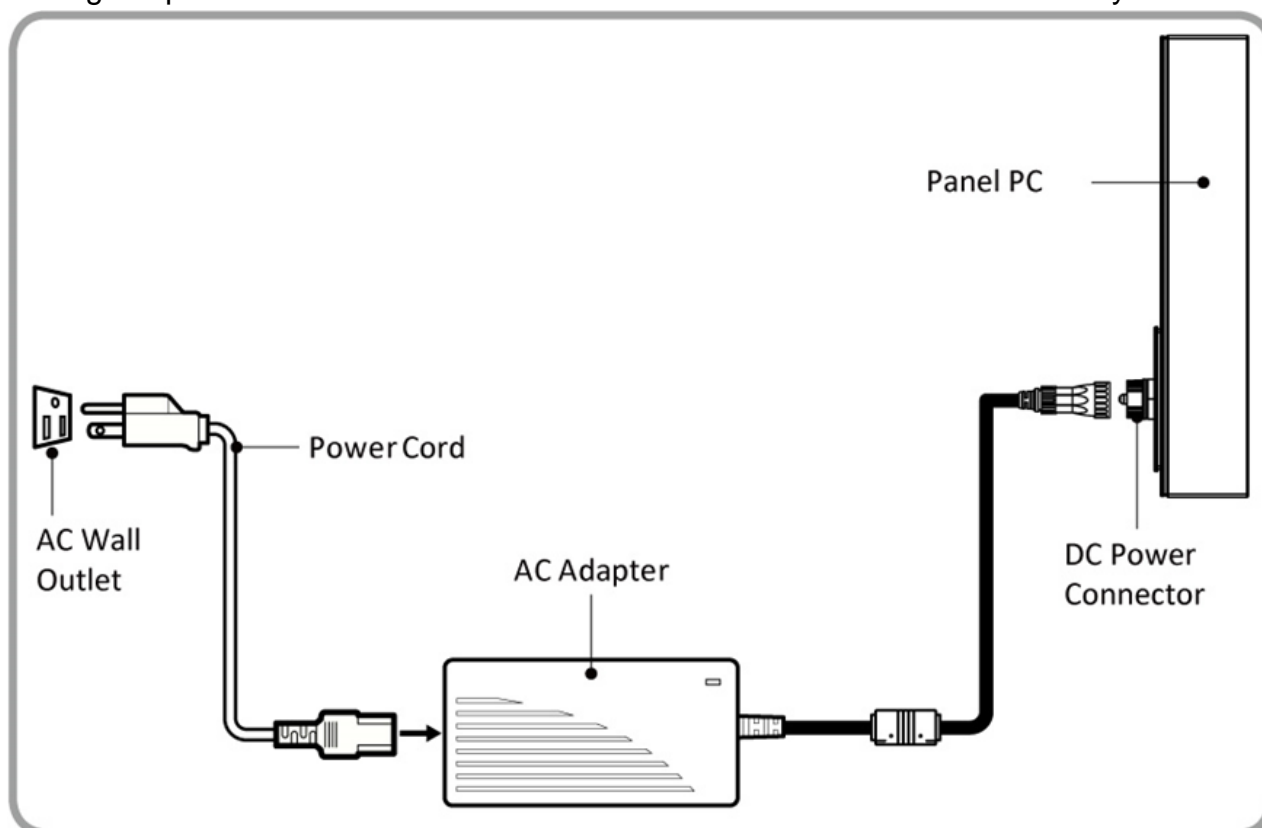 Panel PC
Power Cord
AC Wall
Outlet
AC Adapter
DC Power
Connector